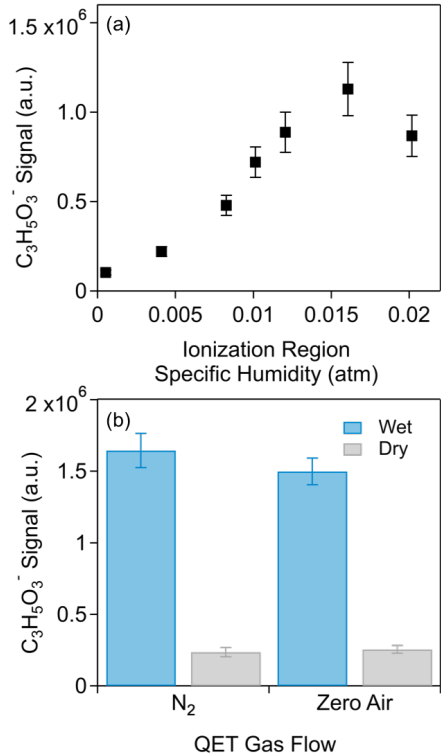 (a)
1.5x10⁶
1.0
0.5
0
C₃H₅O₃⁻ Signal (a.u.)
0 0.005 0.01 0.015 0.02
Ionization Region
Specific Humidity (atm)
(b)
2 x10⁶
1.5
1
0.5
0
C₃H₅O₃⁻ Signal (a.u.)
Wet
Dry
N₂ Zero Air
QET Gas Flow